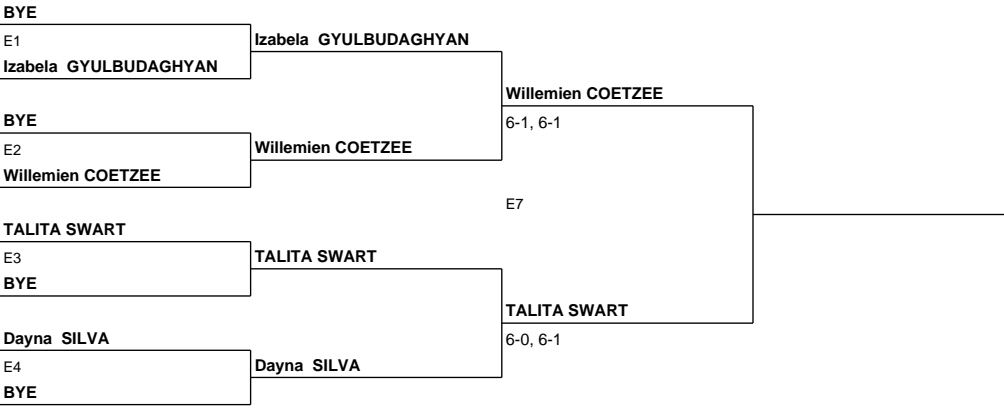 BYE
E1
Izabela GYULBUDAGHYAN
Izabela GYULBUDAGHYAN
BYE
E2
Willemien COETZEE
Willemien COETZEE
Willemien COETZEE
6-1, 6-1
E7
TALITA SWART
E3
BYE
TALITA SWART
Dayna SILVA
E4
BYE
Dayna SILVA
TALITA SWART
6-0, 6-1